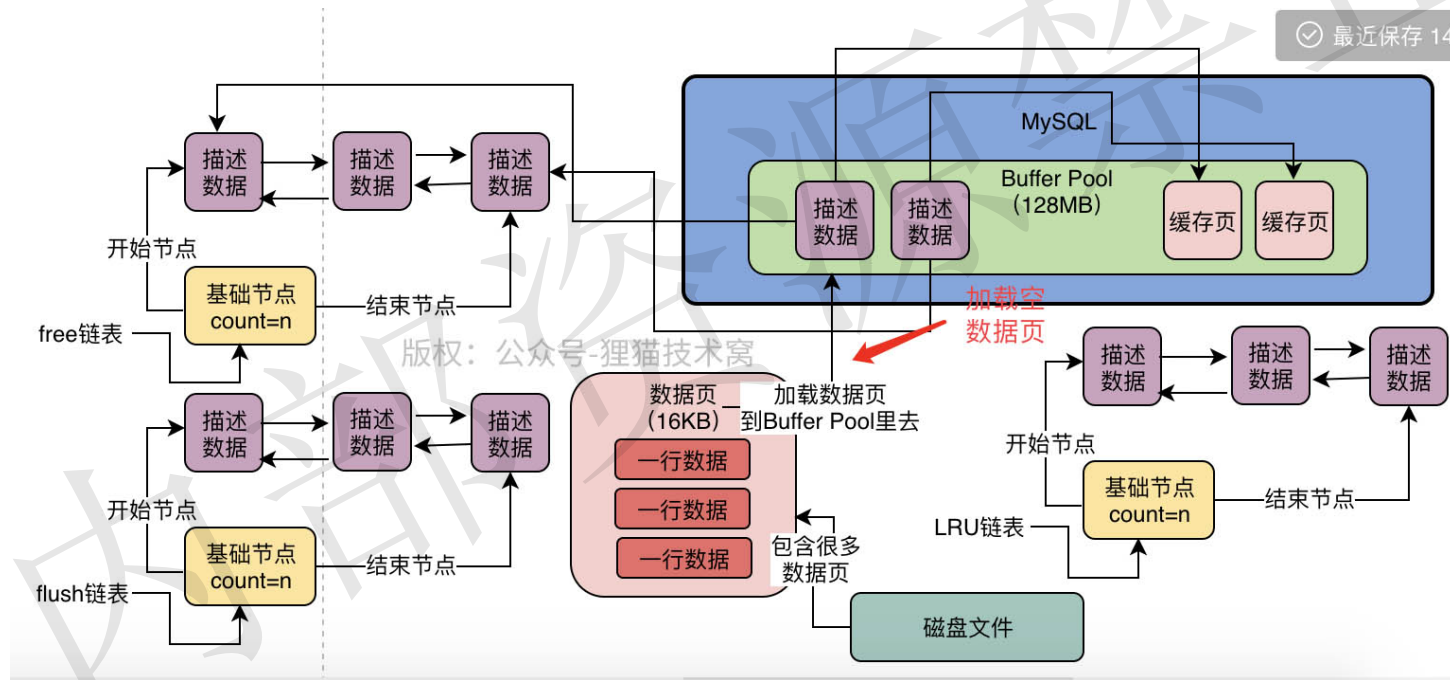 最近保存 14
MySQL
Buffer Pool
（128MB）
描述
数据
描述
数据
缓存页
缓存页
描述
数据
描述
数据
描述
数据
开始节点
基础节点
count=n
结束节点
free链表
加载空
数据页
版权：公众号-狸猫技术窝
描述
数据
描述
数据
描述
数据
开始节点
基础节点
count=n
结束节点
flush链表
数据页
（16KB）
加载数据页
到Buffer Pool里去
一行数据
一行数据
一行数据
包含很多
数据页
磁盘文件
描述
数据
描述
数据
描述
数据
开始节点
基础节点
count=n
结束节点
LRU链表
内部资源禁